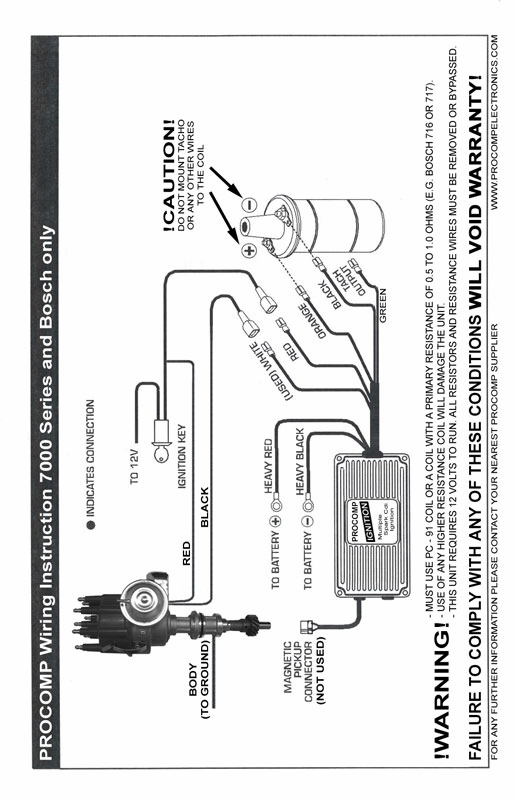 PROCOMP Wiring Instruction 7000 Series and Bosch only
INDICATES CONNECTION
TO 12V
IGNITION KEY
RED
BLACK
BODY
(TO GROUND)
!CAUTION!
DO NOT MOUNT TACHO
OR ANY OTHER WIRES
TO THE COIL
+
−
(USED) WHITE
RED
ORANGE
BLACK
TACH
OUTPUT
GREEN
TO BATTERY + HEAVY RED
TO BATTERY − HEAVY BLACK
MAGNETIC
PICKUP
CONNECTOR
(NOT USED)
PROCOMP
IGNITION
Multiple
Spark Cdi
Ignition
!WARNING!
- MUST USE PC - 91 COIL OR A COIL WITH A PRIMARY RESISTANCE OF 0.5 TO 1.0 OHMS (E.G. BOSCH 716 OR 717).
- USE OF ANY HIGHER RESISTANCE COIL WILL DAMAGE THE UNIT.
- THIS UNIT REQUIRES 12 VOLTS TO RUN. ALL RESISTORS AND RESISTANCE WIRES MUST BE REMOVED OR BYPASSED.
FAILURE TO COMPLY WITH ANY OF THESE CONDITIONS WILL VOID WARRANTY!
FOR ANY FURTHER INFORMATION PLEASE CONTACT YOUR NEAREST PROCOMP SUPPLIER
WWW.PROCOMPELECTRONICS.COM